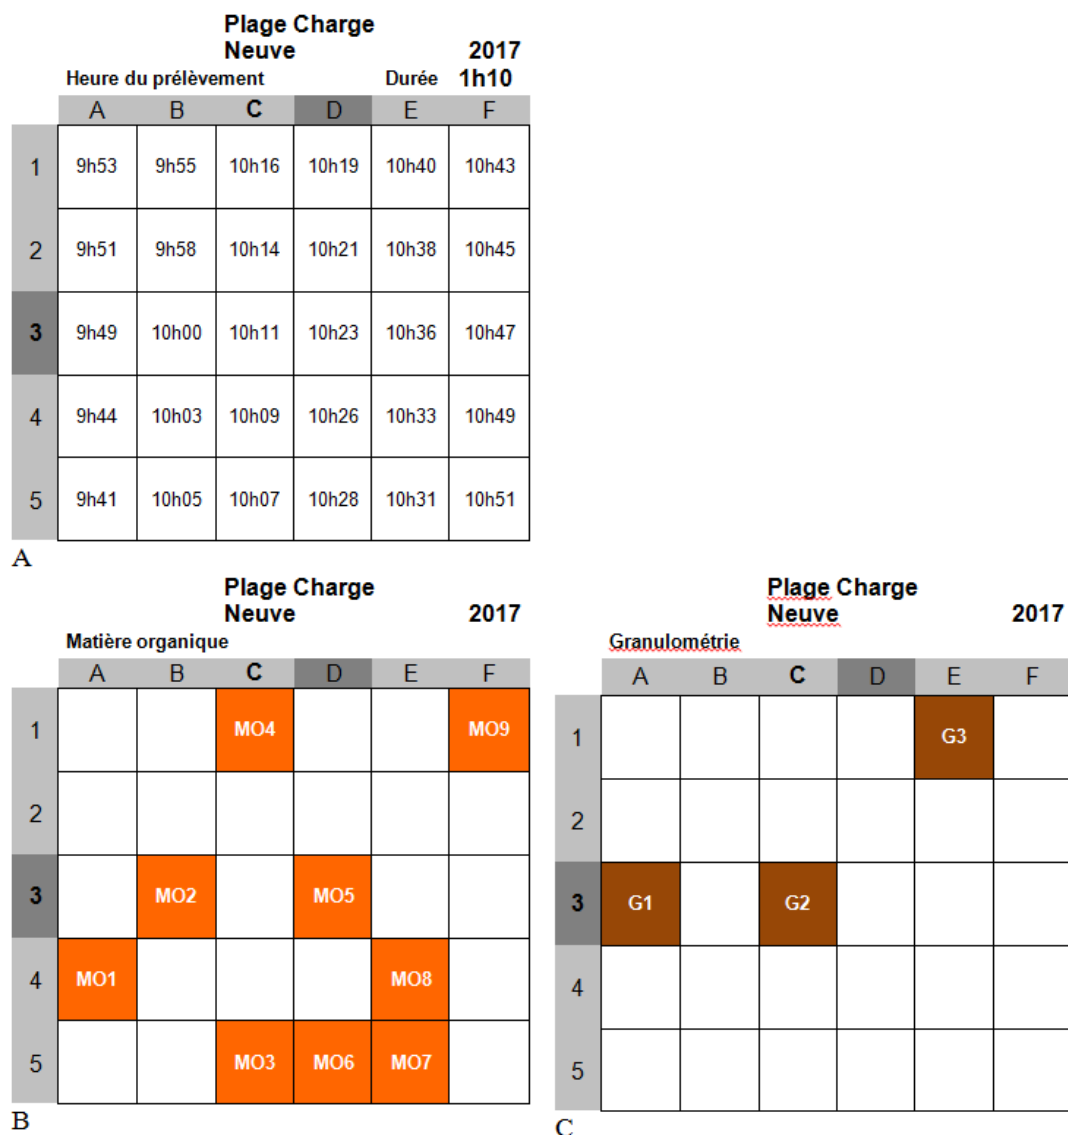 Plage Charge
Neuve 2017
Heure du prélèvement Durée 1h10
A B C D E F
1 9h53 9h55 10h16 10h19 10h40 10h43
2 9h51 9h58 10h14 10h21 10h38 10h45
3 9h49 10h00 10h11 10h23 10h36 10h47
4 9h44 10h03 10h09 10h26 10h33 10h49
5 9h41 10h05 10h07 10h28 10h31 10h51
A
Plage Charge
Neuve 2017
Matière organique
A B C D E F
1 MO4 MO9
2
3 MO2 MO5
4 MO1 MO8
5 MO3 MO6 MO7
B
Plage Charge
Neuve 2017
Granulométrie
A B C D E F
1 G3
2
3 G1 G2
4
5
C